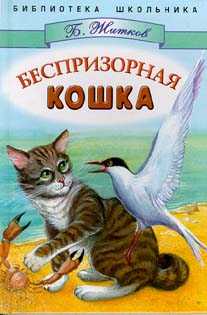 БИБЛИОТЕКА ШКОЛЬНИКА
Б. Житков
БЕСПРИЗОРНАЯ
КОШКА